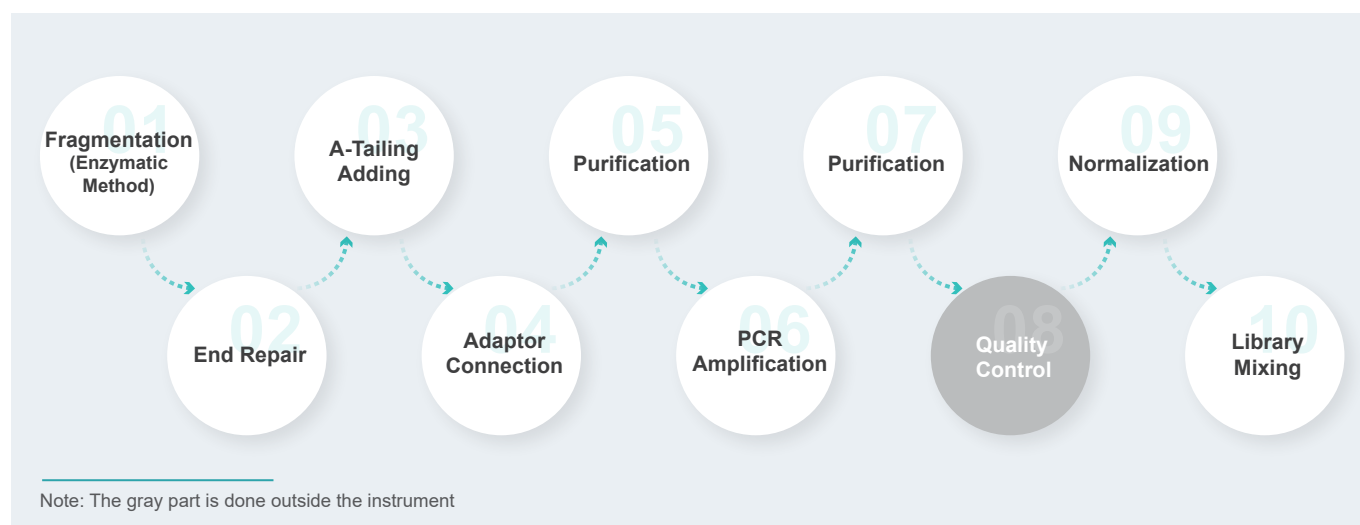 01
Fragmentation
(Enzymatic
Method)
02
End Repair
03
A-Tailing
Adding
04
Adaptor
Connection
05
Purification
06
PCR
Amplification
07
Purification
08
Quality
Control
09
Normalization
10
Library
Mixing
Note: The gray part is done outside the instrument